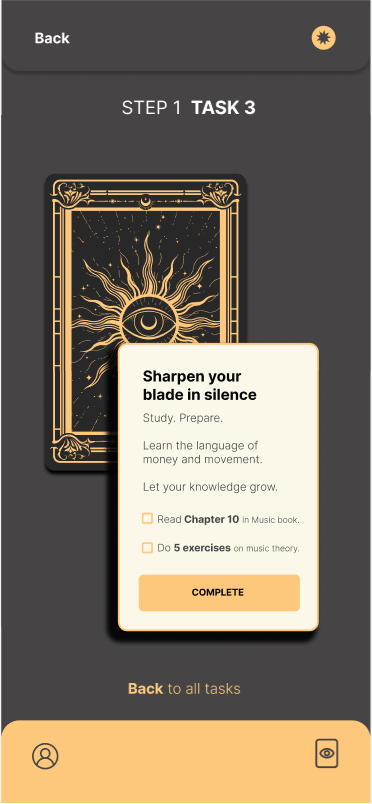 Back
STEP 1 TASK 3
Sharpen your
blade in silence
Study. Prepare.
Learn the language of
money and movement.
Let your knowledge grow.
Read Chapter 10 in Music book.
Do 5 exercises on music theory.
COMPLETE
Back to all tasks